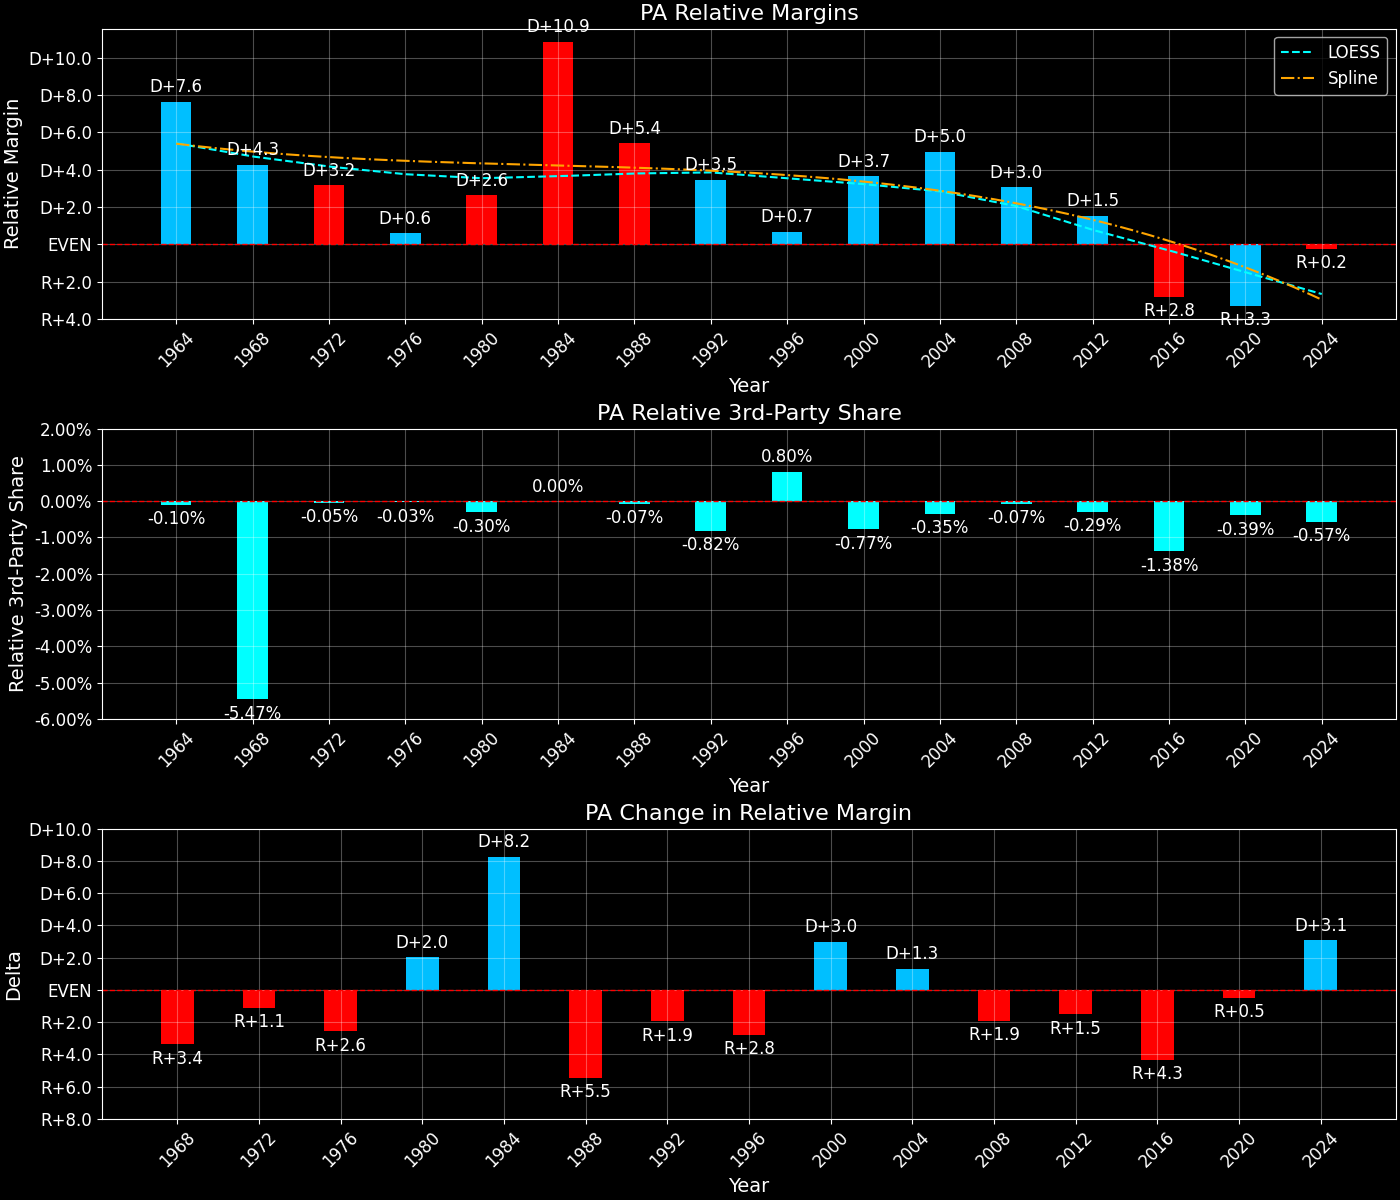 PA Relative Margins
Relative Margin
D+10.0
D+8.0
D+6.0
D+4.0
D+2.0
EVEN
R+2.0
R+4.0
D+7.6
D+4.3
D+3.2
D+0.6
D+2.6
D+10.9
D+5.4
D+3.5
D+0.7
D+3.7
D+5.0
D+3.0
D+1.5
R+2.8
R+3.3
R+0.2
LOESS
Spline
1964
1968
1972
1976
1980
1984
1988
1992
1996
2000
2004
2008
2012
2016
2020
2024
Year
PA Relative 3rd-Party Share
Relative 3rd-Party Share
2.00%
1.00%
0.00%
-1.00%
-2.00%
-3.00%
-4.00%
-5.00%
-6.00%
-0.10%
-5.47%
-0.05%
-0.03%
-0.30%
0.00%
-0.07%
-0.82%
0.80%
-0.77%
-0.35%
-0.07%
-0.29%
-1.38%
-0.39%
-0.57%
1964
1968
1972
1976
1980
1984
1988
1992
1996
2000
2004
2008
2012
2016
2020
2024
Year
PA Change in Relative Margin
Delta
D+10.0
D+8.0
D+6.0
D+4.0
D+2.0
EVEN
R+2.0
R+4.0
R+6.0
R+8.0
R+3.4
R+1.1
R+2.6
D+2.0
D+8.2
R+5.5
R+1.9
R+2.8
D+3.0
D+1.3
R+1.9
R+1.5
R+4.3
R+0.5
D+3.1
1968
1972
1976
1980
1984
1988
1992
1996
2000
2004
2008
2012
2016
2020
2024
Year